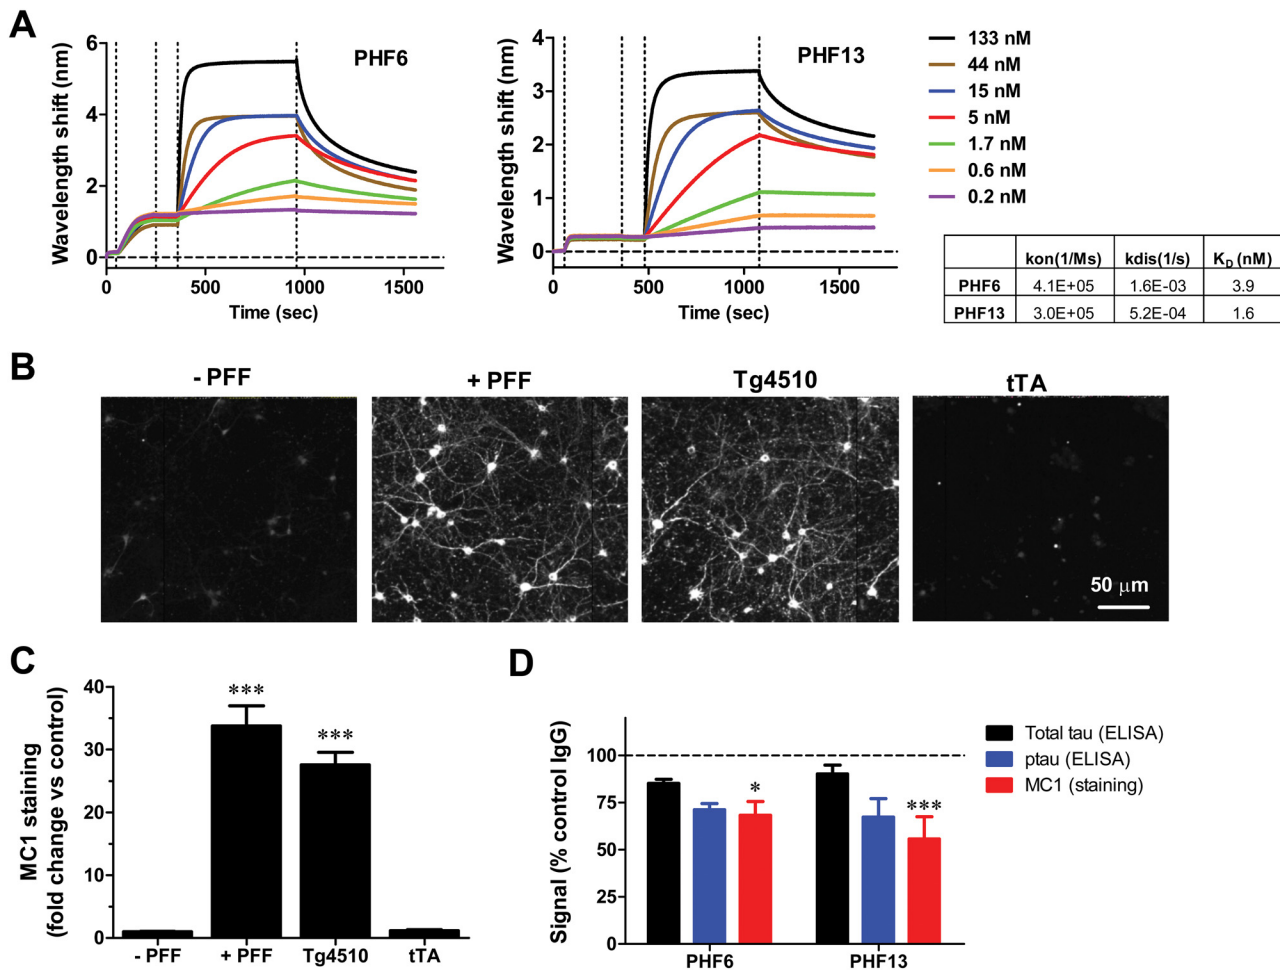 A
PHF6
Wavelength shift (nm)
6
4
2
0
0
500
1000
1500
Time (sec)
PHF13
Wavelength shift (nm)
4
3
2
1
0
0
500
1000
1500
Time (sec)
133 nM
44 nM
15 nM
5 nM
1.7 nM
0.6 nM
0.2 nM
kon(1/Ms) kdis(1/s) KD (nM)
PHF6 4.1E+05 1.6E-03 3.9
PHF13 3.0E+05 5.2E-04 1.6
B
- PFF
+ PFF
Tg4510
tTA
50 μm
C
MC1 staining
(fold change vs control)
40
30
20
10
0
***
***
- PFF
+ PFF
Tg4510
tTA
D
Signal (% control IgG)
100
75
50
25
0
*
***
PHF6
PHF13
Total tau (ELISA)
ptau (ELISA)
MC1 (staining)